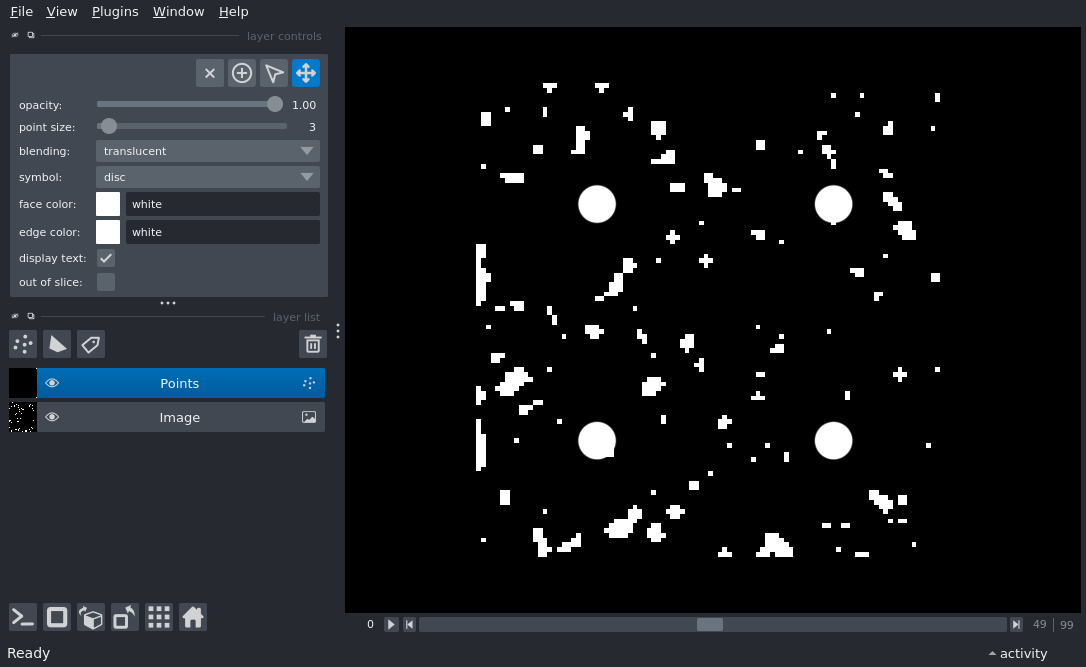 File View Plugins Window Help
layer controls
opacity: 1.00
point size: 3
blending: translucent
symbol: disc
face color: white
edge color: white
display text:
out of slice:
layer list
Points
Image
0 49 | 99
Ready activity